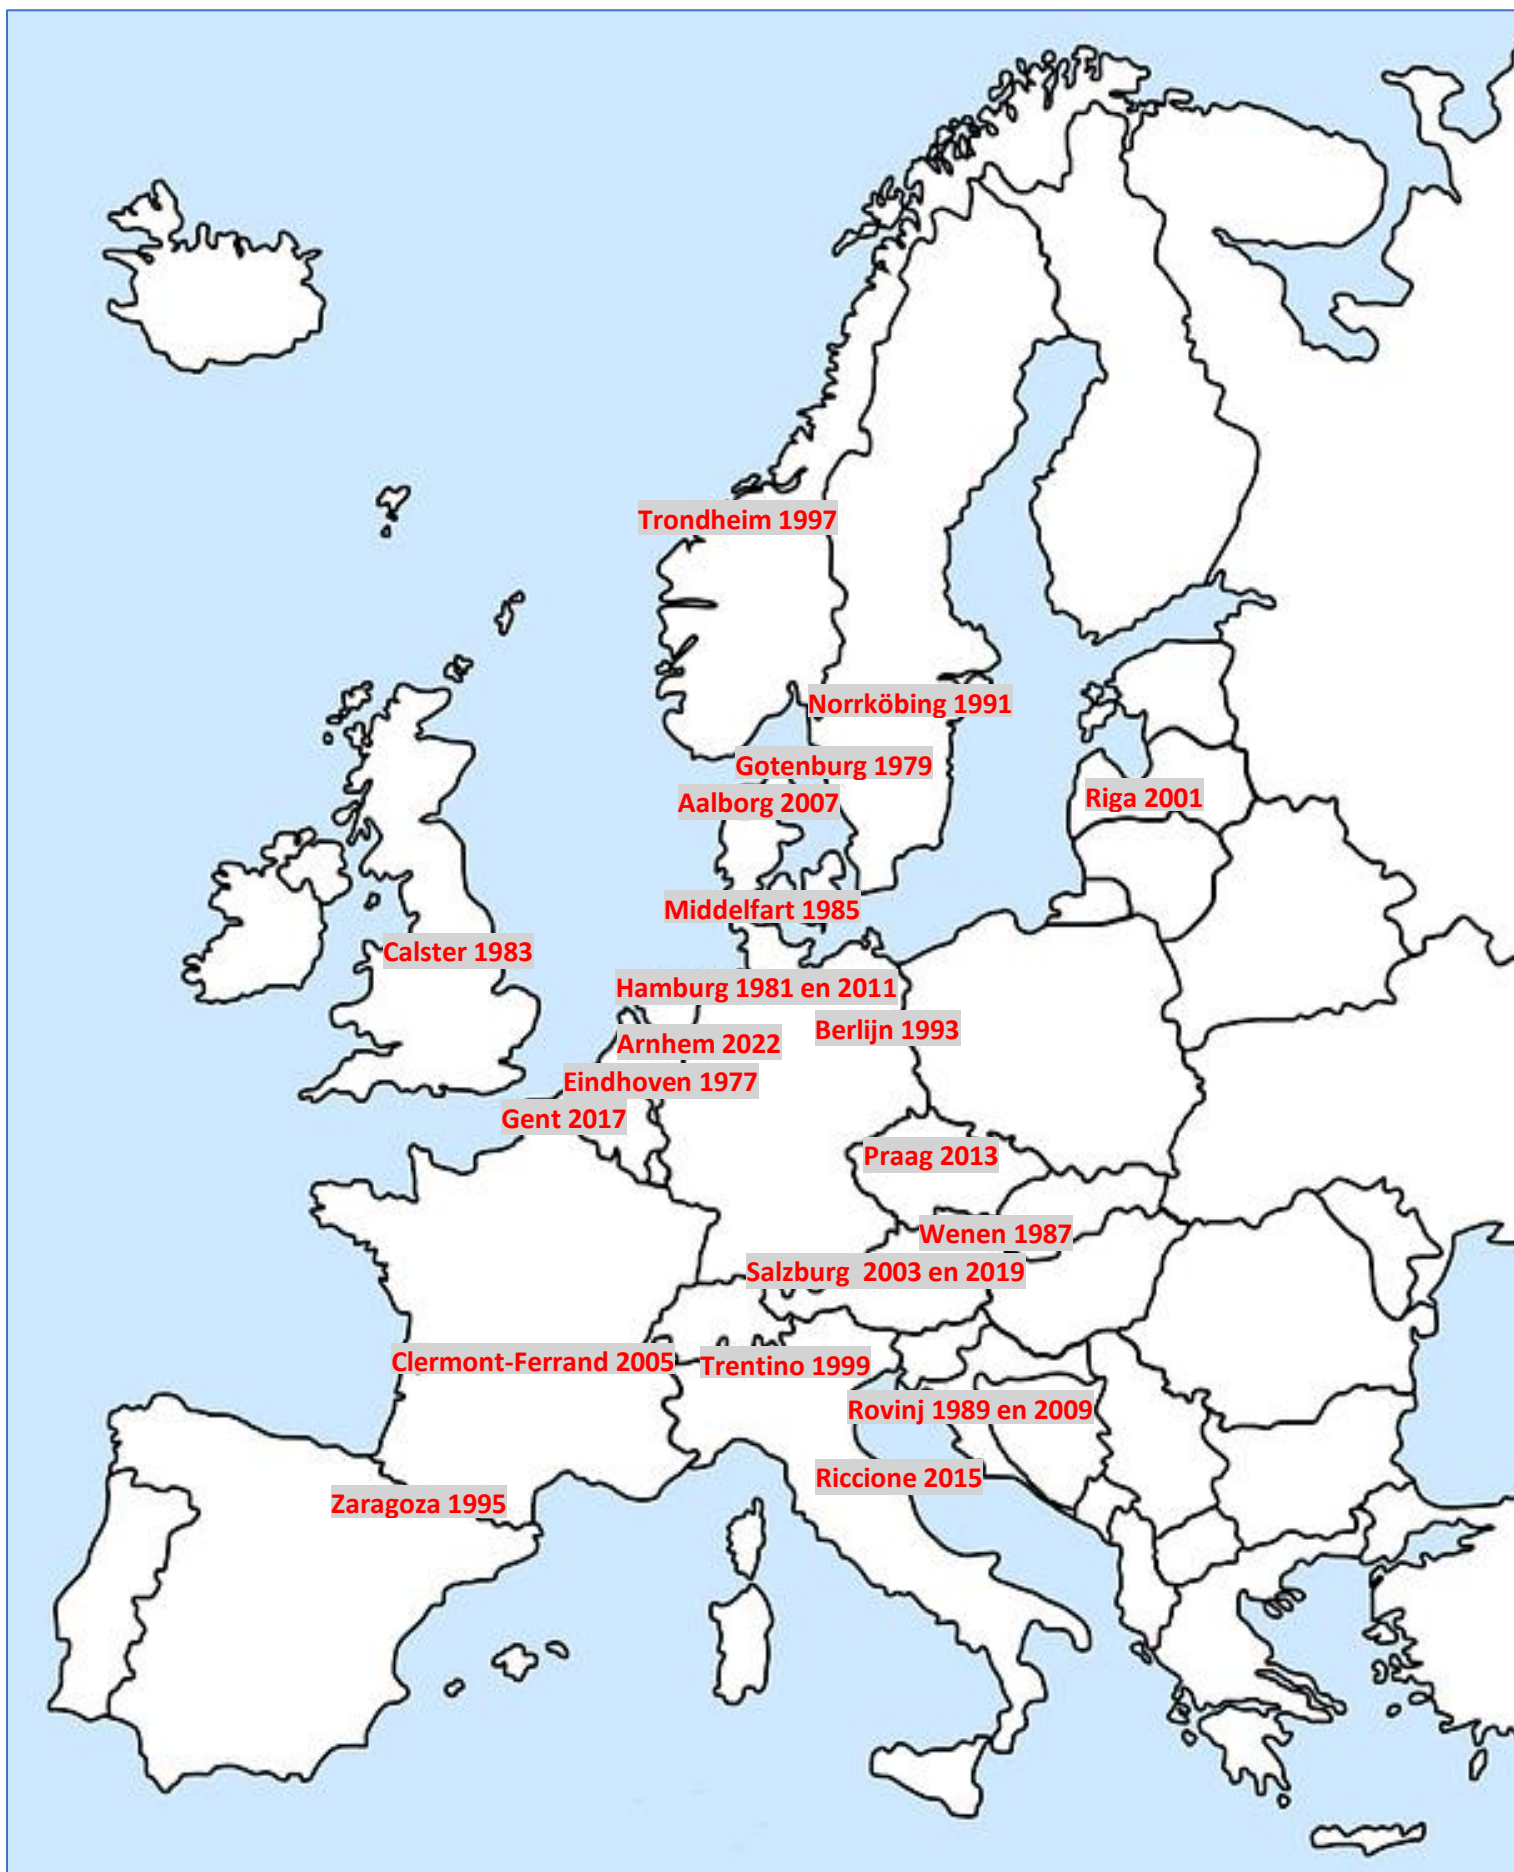 Trondheim 1997
Norrköbing 1991
Gotenburg 1979
Riga 2001
Aalborg 2007
Middelfart 1985
Calster 1983
Hamburg 1981 en 2011
Berlijn 1993
Arnhem 2022
Eindhoven 1977
Gent 2017
Praag 2013
Wenen 1987
Salzburg  2003 en 2019
Clermont-Ferrand 2005
Trentino 1999
Rovinj 1989 en 2009
Riccione 2015
Zaragoza 1995